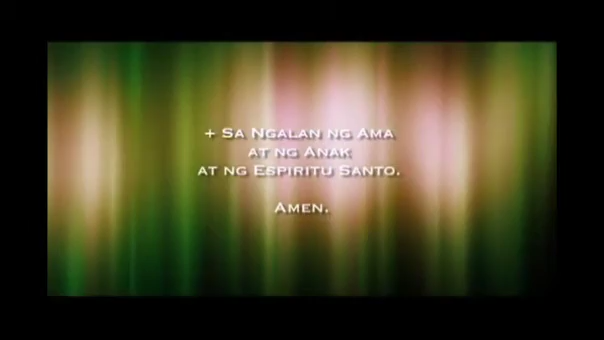 + Sa Ngalan ng Ama
at ng Anak
at ng Espiritu Santo.
Amen.